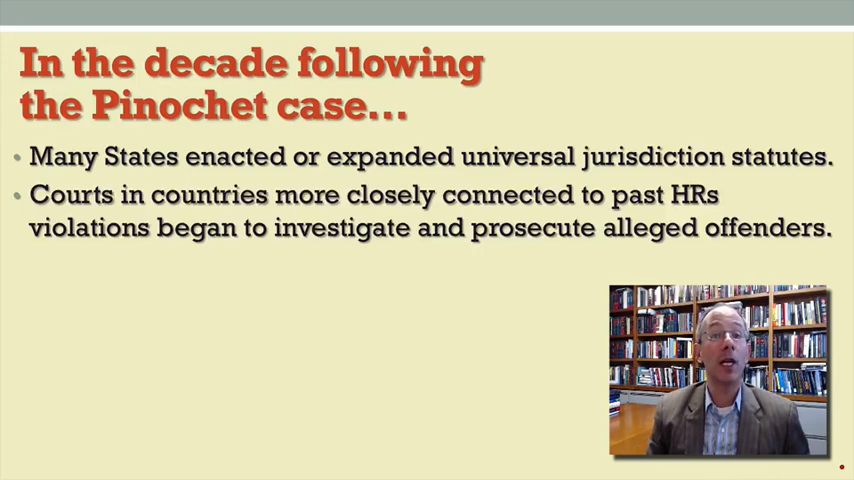 In the decade following
the Pinochet case...
• Many States enacted or expanded universal jurisdiction statutes.
• Courts in countries more closely connected to past HRs
violations began to investigate and prosecute alleged offenders.